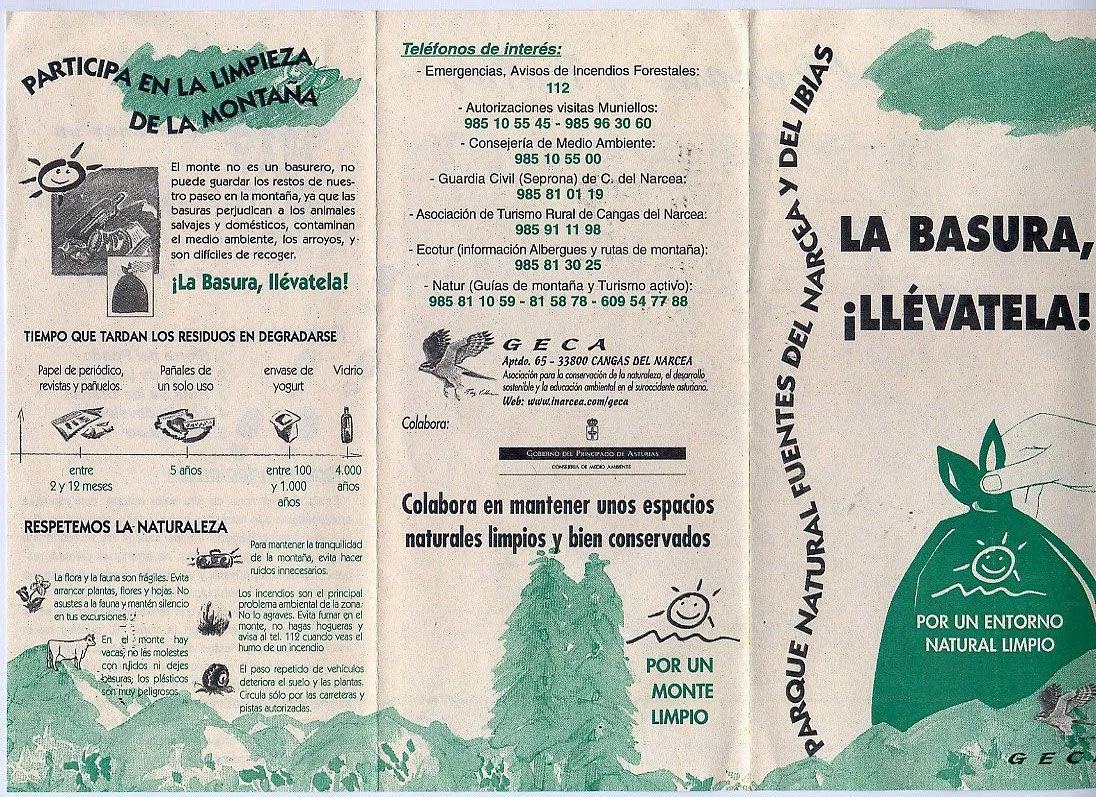 PARTICIPA EN LA LIMPIEZA
DE LA MONTAÑA
El monte no es un basurero, no
puede guardar los restos de nues-
tro paseo en la montaña, ya que las
basuras perjudican a los animales
salvajes y domésticos, contaminan
el medio ambiente, los arroyos, y
son difíciles de recoger.
¡La Basura, llévatela!
TIEMPO QUE TARDAN LOS RESIDUOS EN DEGRADARSE
Papel de periódico,
revistas y pañuelos.
Pañales de
un solo uso
envase de
yogurt
Vidrio
entre
2 y 12 meses
5 años
entre 100
y 1.000
años
4.000
años
RESPETEMOS LA NATURALEZA
Para mantener la tranquilidad
de la montaña, evita hacer
ruidos innecesarios.
La flora y la fauna son frágiles. Evita
arrancar plantas, flores y hojas. No
asustes a la fauna y mantén silencio
en tus excursiones.
Los incendios son el principal
problema ambiental de la zona.
No lo agraves. Evita fumar en el
monte, no hagas hogueras y
avisa al tel. 112 cuando veas el
humo de un incendio
En el monte hay
vacas; no las molestes
con ruidos ni dejes
basuras; los plásticos
son muy peligrosos.
El paso repetido de vehículos
deteriora el suelo y las plantas.
Circula sólo por las carreteras y
pistas autorizadas.
Teléfonos de interés:
- Emergencias, Avisos de Incendios Forestales:
112
- Autorizaciones visitas Muniellos:
985 10 55 45 - 985 96 30 60
- Consejería de Medio Ambiente:
985 10 55 00
- Guardia Civil (Seprona) de C. del Narcea:
985 81 01 19
- Asociación de Turismo Rural de Cangas del Narcea:
985 91 11 98
- Ecotur (información Albergues y rutas de montaña):
985 81 30 25
- Natur (Guías de montaña y Turismo activo):
985 81 10 59 - 81 58 78 - 609 54 77 88
GECA
Aptdo. 65 - 33800 CANGAS DEL NARCEA
Asociación para la conservación de la naturaleza, el desarrollo
sostenible y la educación ambiental en el suroccidente asturiano.
Web: www.inarcea.com/geca
Colabora:
GOBIERNO DEL PRINCIPADO DE ASTURIAS
CONSEJERIA DE MEDIO AMBIENTE
Colabora en mantener unos espacios
naturales limpios y bien conservados
POR UN
MONTE
LIMPIO
PARQUE NATURAL FUENTES DEL NARCEA Y DEL IBIAS
LA BASURA,
¡LLÉVATELA!
POR UN ENTORNO
NATURAL LIMPIO
GEC